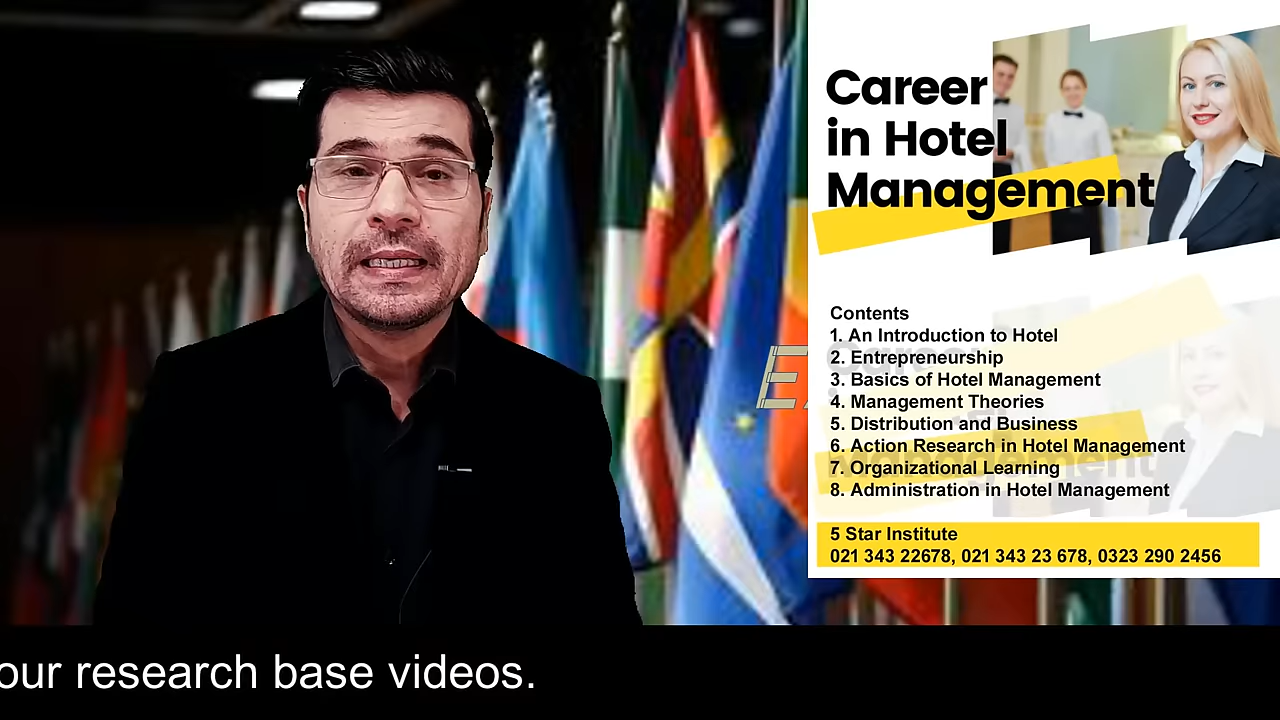 Career
in Hotel
Management
Contents
1. An Introduction to Hotel
2. Entrepreneurship
3. Basics of Hotel Management
4. Management Theories
5. Distribution and Business
6. Action Research in Hotel Management
7. Organizational Learning
8. Administration in Hotel Management
5 Star Institute
021 343 22678, 021 343 23 678, 0323 290 2456
our research base videos.